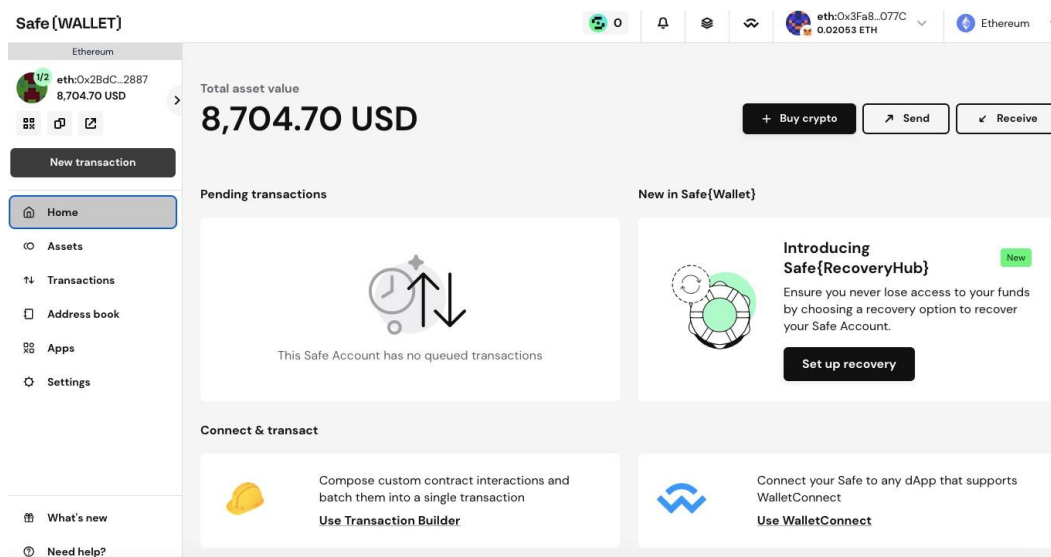 Safe{WALLET}
0
eth:0x3Fa8...077C
0.02053 ETH
Ethereum
Ethereum
1/2
eth:0x2BdC...2887
8,704.70 USD
New transaction
Home
Assets
Transactions
Address book
Apps
Settings
What's new
Need help?
Total asset value
8,704.70 USD
+ Buy crypto
Send
Receive
Pending transactions
This Safe Account has no queued transactions
New in Safe{Wallet}
Introducing
Safe{RecoveryHub}
New
Ensure you never lose access to your funds
by choosing a recovery option to recover
your Safe Account.
Set up recovery
Connect & transact
Compose custom contract interactions and
batch them into a single transaction
Use Transaction Builder
Connect your Safe to any dApp that supports
WalletConnect
Use WalletConnect